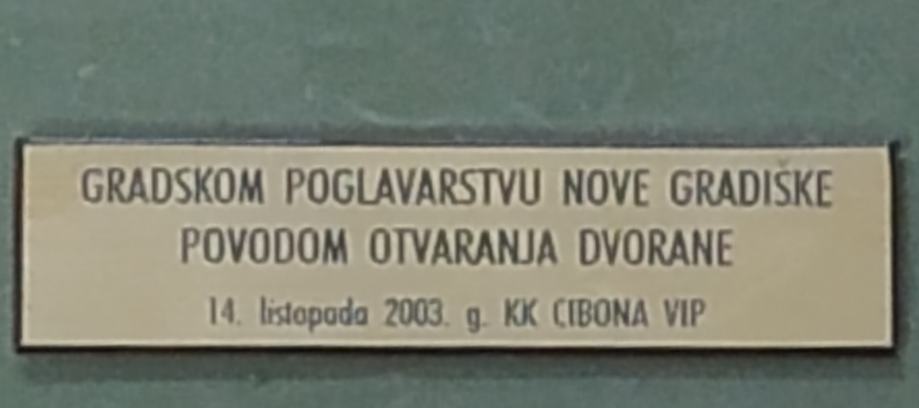 GRADSKOM POGLAVARSTVU NOVE GRADIŠKE
POVODOM OTVARANJA DVORANE
14. listopada 2003. g. KK CIBONA VIP